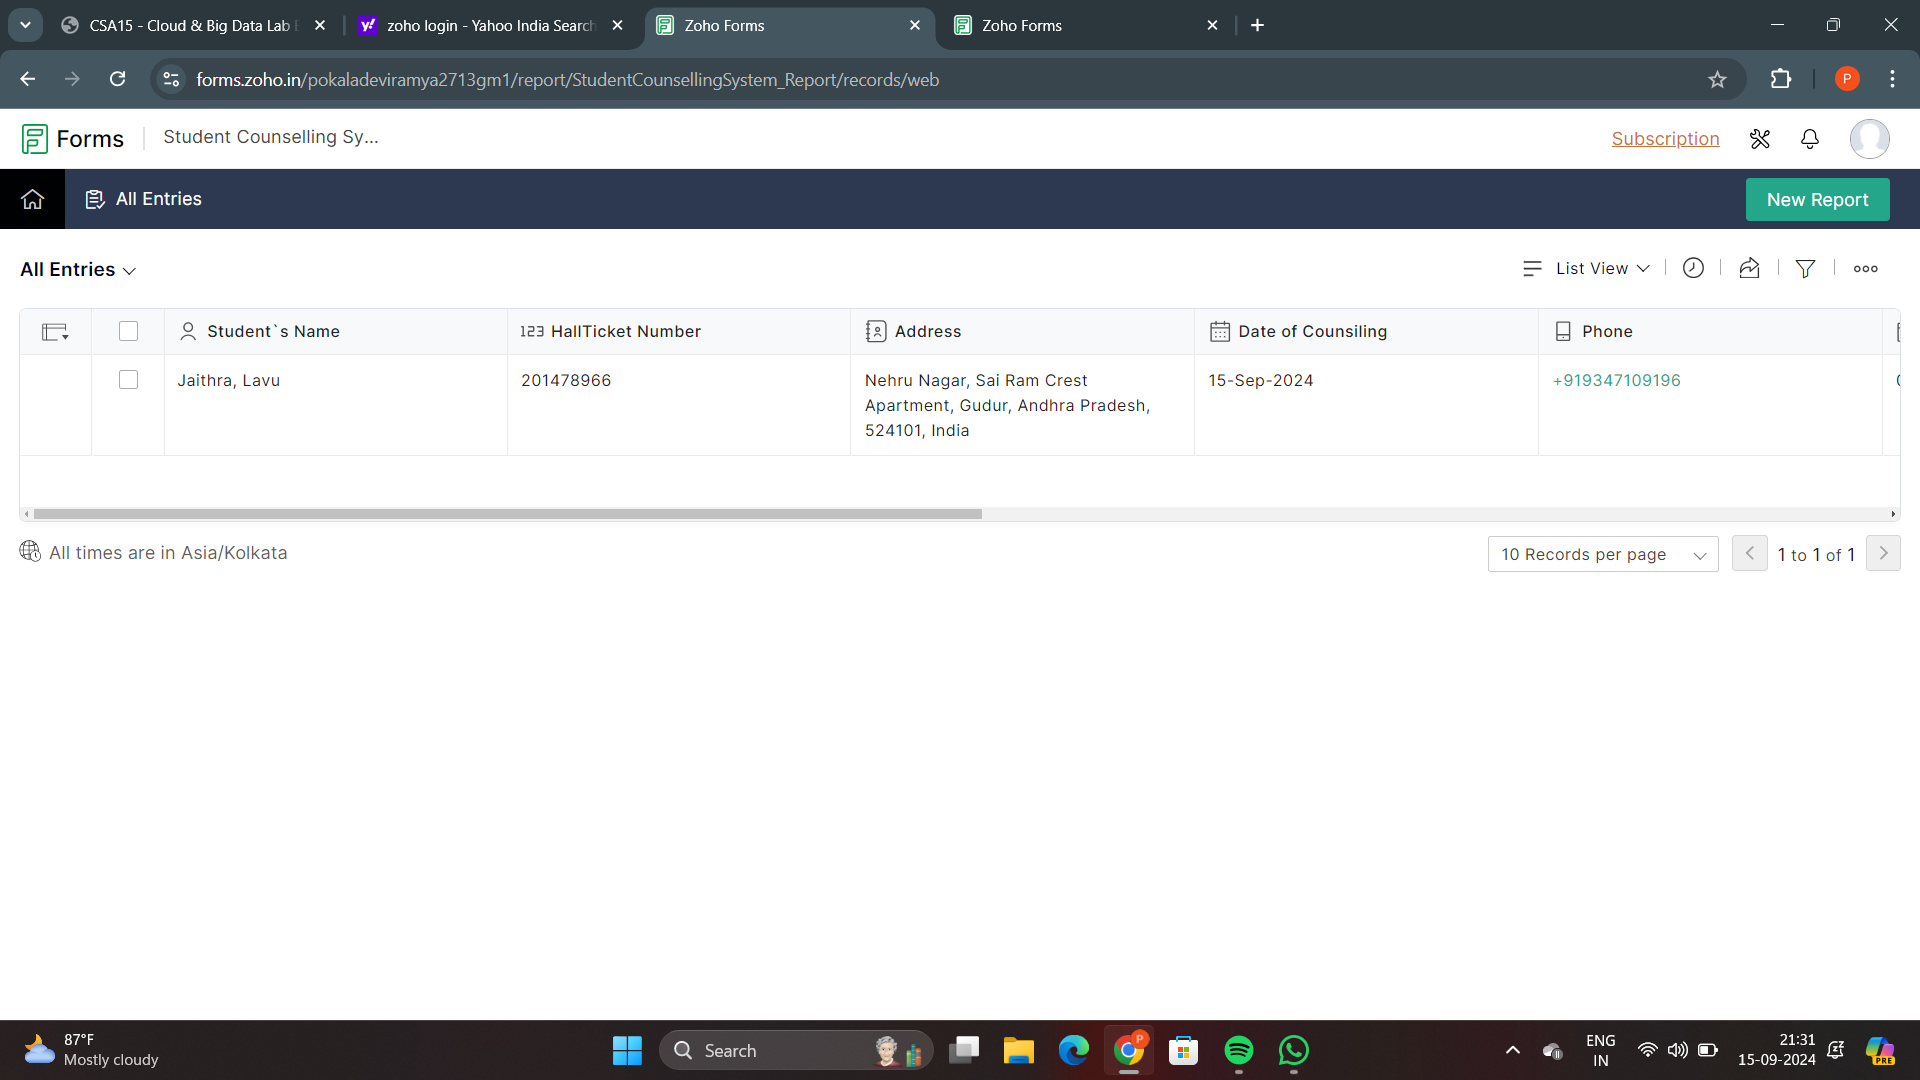 CSA15 - Cloud & Big Data Lab
zoho login - Yahoo India Search
Zoho Forms
Zoho Forms
forms.zoho.in/pokaladeviramya2713gm1/report/StudentCounsellingSystem_Report/records/web
P
Forms
Student Counselling Sy...
Subscription
All Entries
New Report
All Entries
List View
Student`s Name
123 HallTicket Number
Address
Date of Counsiling
Phone
Jaithra, Lavu
201478966
Nehru Nagar, Sai Ram Crest
Apartment, Gudur, Andhra Pradesh,
524101, India
15-Sep-2024
+919347109196
All times are in Asia/Kolkata
10 Records per page
1 to 1 of 1
87°F
Mostly cloudy
Search
P
ENG
IN
21:31
15-09-2024
PRE